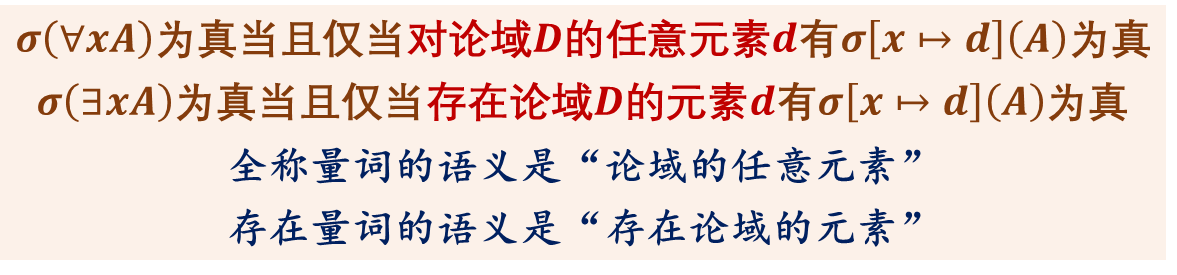 σ(∀xA)为真当且仅当对论域D的任意元素d有σ[x ↦ d](A)为真
σ(∃xA)为真当且仅当存在论域D的元素d有σ[x ↦ d](A)为真
全称量词的语义是“论域的任意元素”
存在量词的语义是“存在论域的元素”